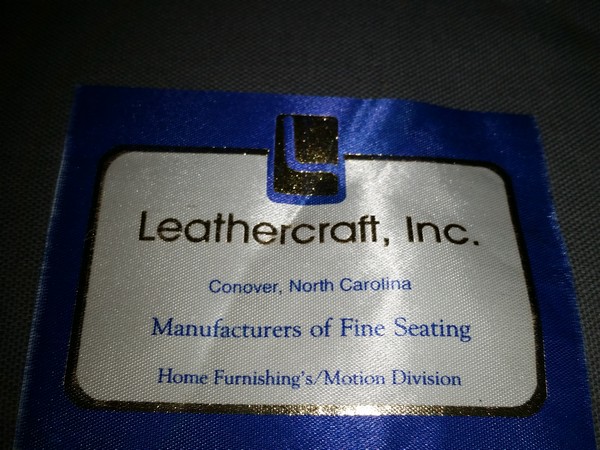 Leathercraft, Inc.
Conover, North Carolina
Manufacturers of Fine Seating
Home Furnishing's/Motion Division